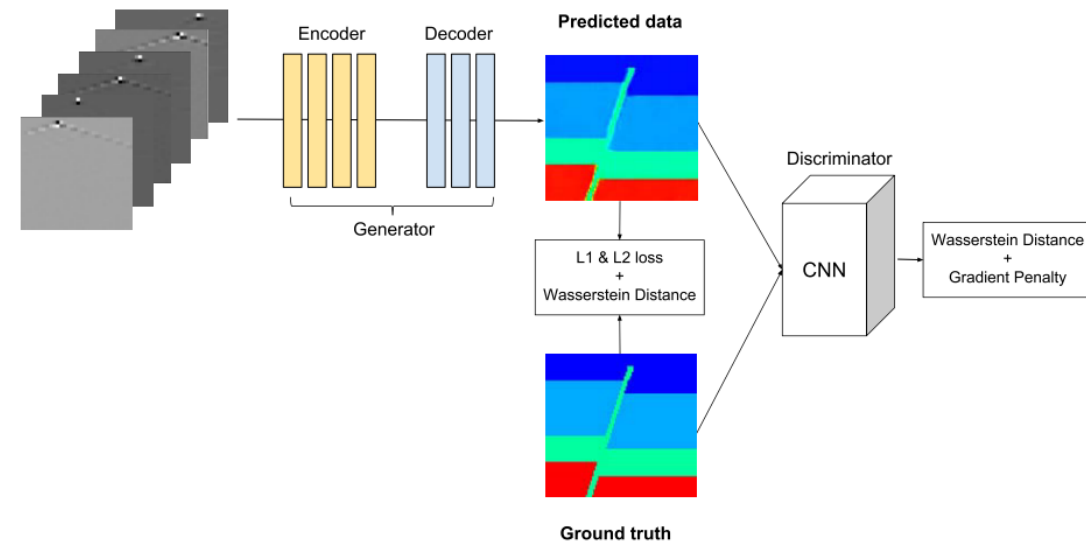 Predicted data
Encoder
Decoder
Generator
Discriminator
L1 & L2 loss
+
Wasserstein Distance
CNN
Wasserstein Distance
+
Gradient Penalty
Ground truth